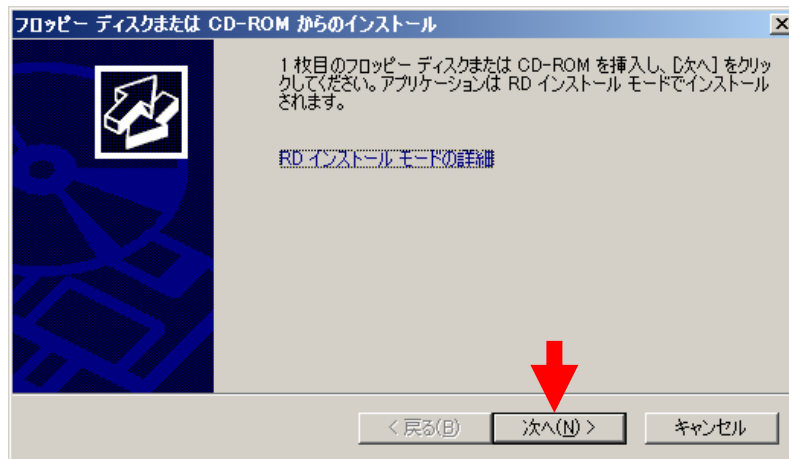 フロッピー ディスクまたは CD-ROM からのインストール
1 枚目のフロッピー ディスクまたは CD-ROM を挿入し、[次へ] をクリッ
クしてください。アプリケーションは RD インストール モードでインストール
されます。
RD インストール モードの詳細
< 戻る(B)
次へ(N) >
キャンセル